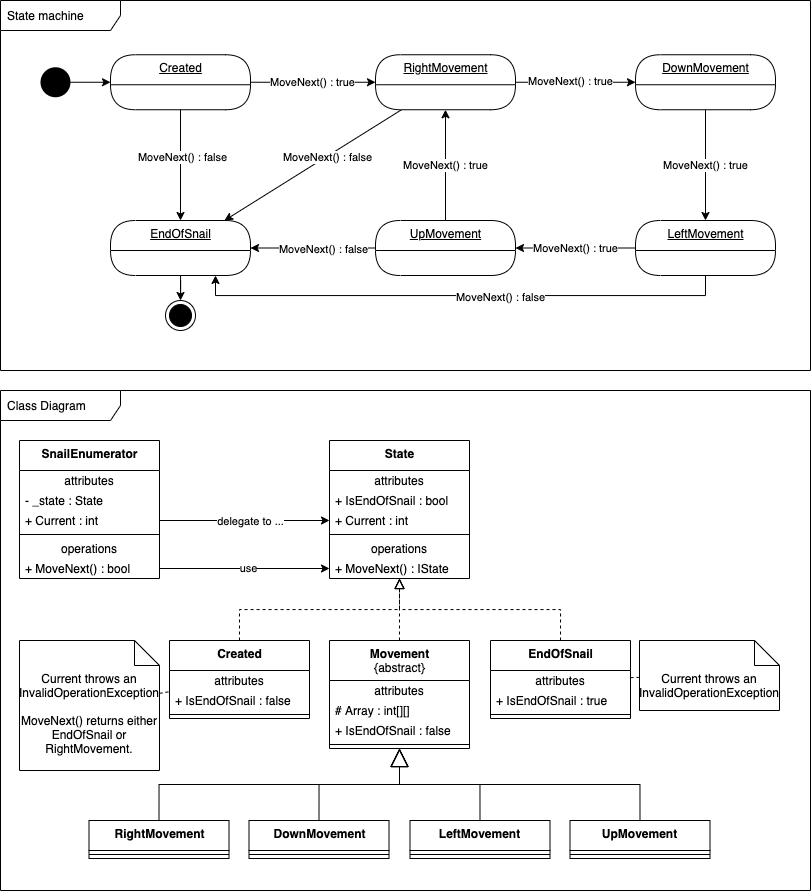 State machine
Created
RightMovement
DownMovement
MoveNext() : true
MoveNext() : true
MoveNext() : false
MoveNext() : false
MoveNext() : true
MoveNext() : true
EndOfSnail
UpMovement
LeftMovement
MoveNext() : false
MoveNext() : true
MoveNext() : false
Class Diagram
SnailEnumerator
attributes
- _state : State
+ Current : int
operations
+ MoveNext() : bool
delegate to ...
use
State
attributes
+ IsEndOfSnail : bool
+ Current : int
operations
+ MoveNext() : IState
Current throws an
InvalidOperationException
MoveNext() returns either
EndOfSnail or
RightMovement.
Created
attributes
+ IsEndOfSnail : false
Movement
{abstract}
attributes
# Array : int[][]
+ IsEndOfSnail : false
EndOfSnail
attributes
+ IsEndOfSnail : true
Current throws an
InvalidOperationException
RightMovement
DownMovement
LeftMovement
UpMovement